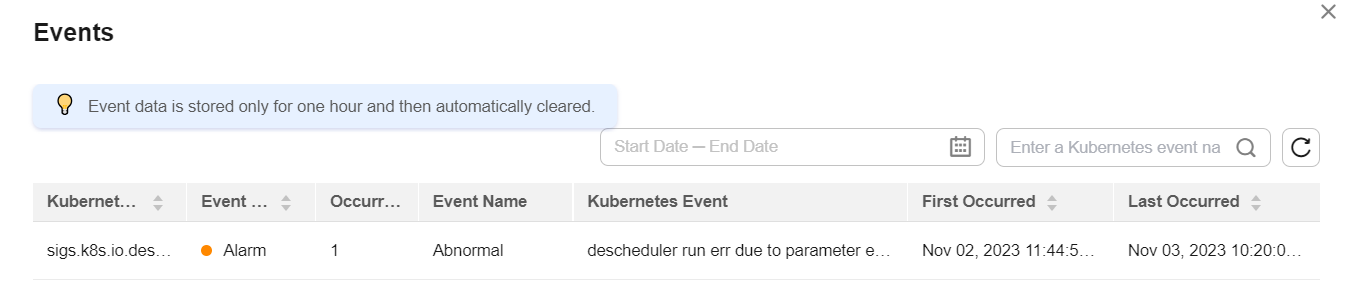 Events
Event data is stored only for one hour and then automatically cleared.
Start Date — End Date Enter a Kubernetes event na
Kubernet... Event ... Occurr... Event Name Kubernetes Event First Occurred Last Occurred
sigs.k8s.io.des... Alarm 1 Abnormal descheduler run err due to parameter e... Nov 02, 2023 11:44:5... Nov 03, 2023 10:20:0...